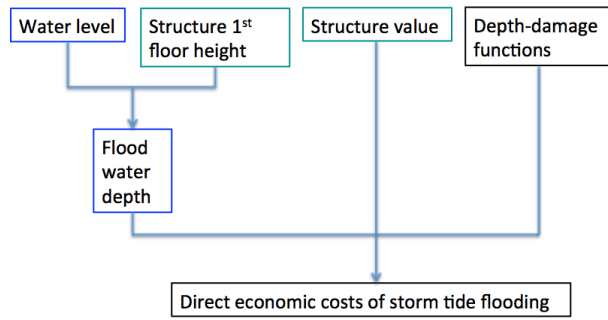 Water level
Structure 1st
floor height
Structure value
Depth-damage
functions
Flood
water
depth
Direct economic costs of storm tide flooding